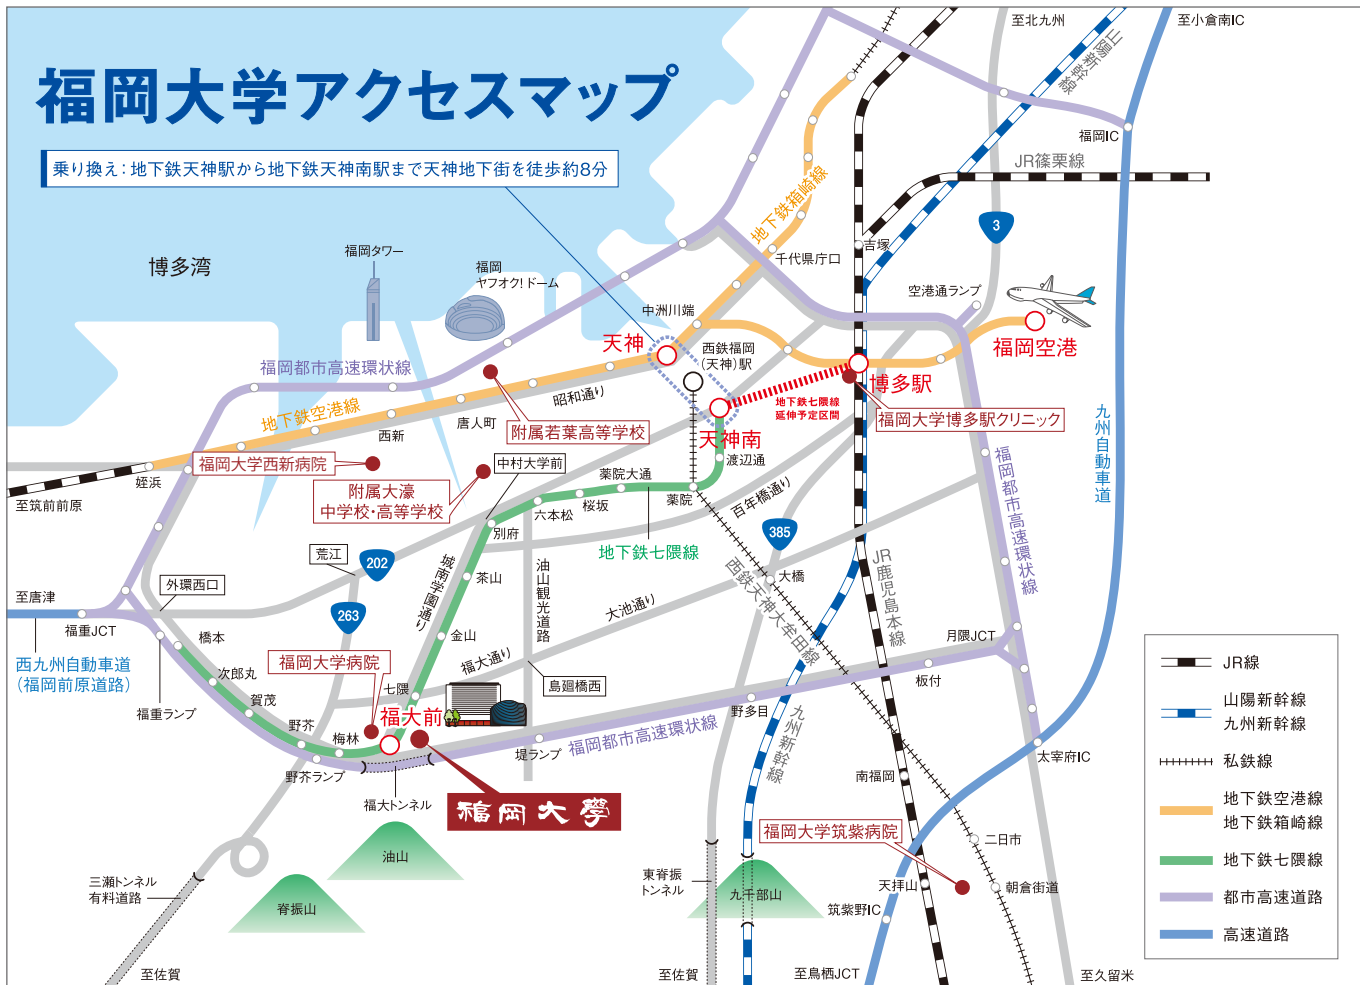 福岡大学アクセスマップ
乗り換え：地下鉄天神駅から地下鉄天神南駅まで天神地下街を徒歩約8分
至北九州
至小倉南IC
山陽新幹線
福岡IC
JR篠栗線
地下鉄箱崎線
3
吉塚
千代県庁口
博多湾
福岡タワー
福岡
ヤフオク！ドーム
空港通ランプ
中洲川端
天神
西鉄福岡
（天神）駅
福岡空港
福岡都市高速環状線
博多駅
地下鉄空港線
昭和通り
地下鉄七隈線
延伸予定区間
福岡大学博多駅クリニック
九州自動車道
唐人町
西新
附属若葉高等学校
天神南
渡辺通
福岡大学西新病院
中村大学前
姪浜
附属大濠
中学校・高等学校
薬院大通
薬院
桜坂
六本松
百年橋通り
福岡都市高速環状線
至筑前前原
別府
地下鉄七隈線
385
荒江
202
城南学園通り
油山観光道路
茶山
大橋
西鉄天神大牟田線
JR鹿児島本線
外環西口
至唐津
263
大池通り
福重JCT
橋本
金山
月隈JCT
西九州自動車道
（福岡前原道路）
次郎丸
福岡大学病院
福大通り
島廻橋西
板付
賀茂
七隈
福重ランプ
野芥
福大前
野多目
梅林
堤ランプ
福岡都市高速環状線
九州新幹線
太宰府IC
野芥ランプ
南福岡
福大トンネル
福岡大學
福岡大学筑紫病院
二日市
油山
三瀬トンネル
有料道路
東脊振
トンネル
九千部山
天拝山
朝倉街道
脊振山
筑紫野IC
至佐賀
至佐賀
至鳥栖JCT
至久留米
JR線
山陽新幹線
九州新幹線
私鉄線
地下鉄空港線
地下鉄箱崎線
地下鉄七隈線
都市高速道路
高速道路